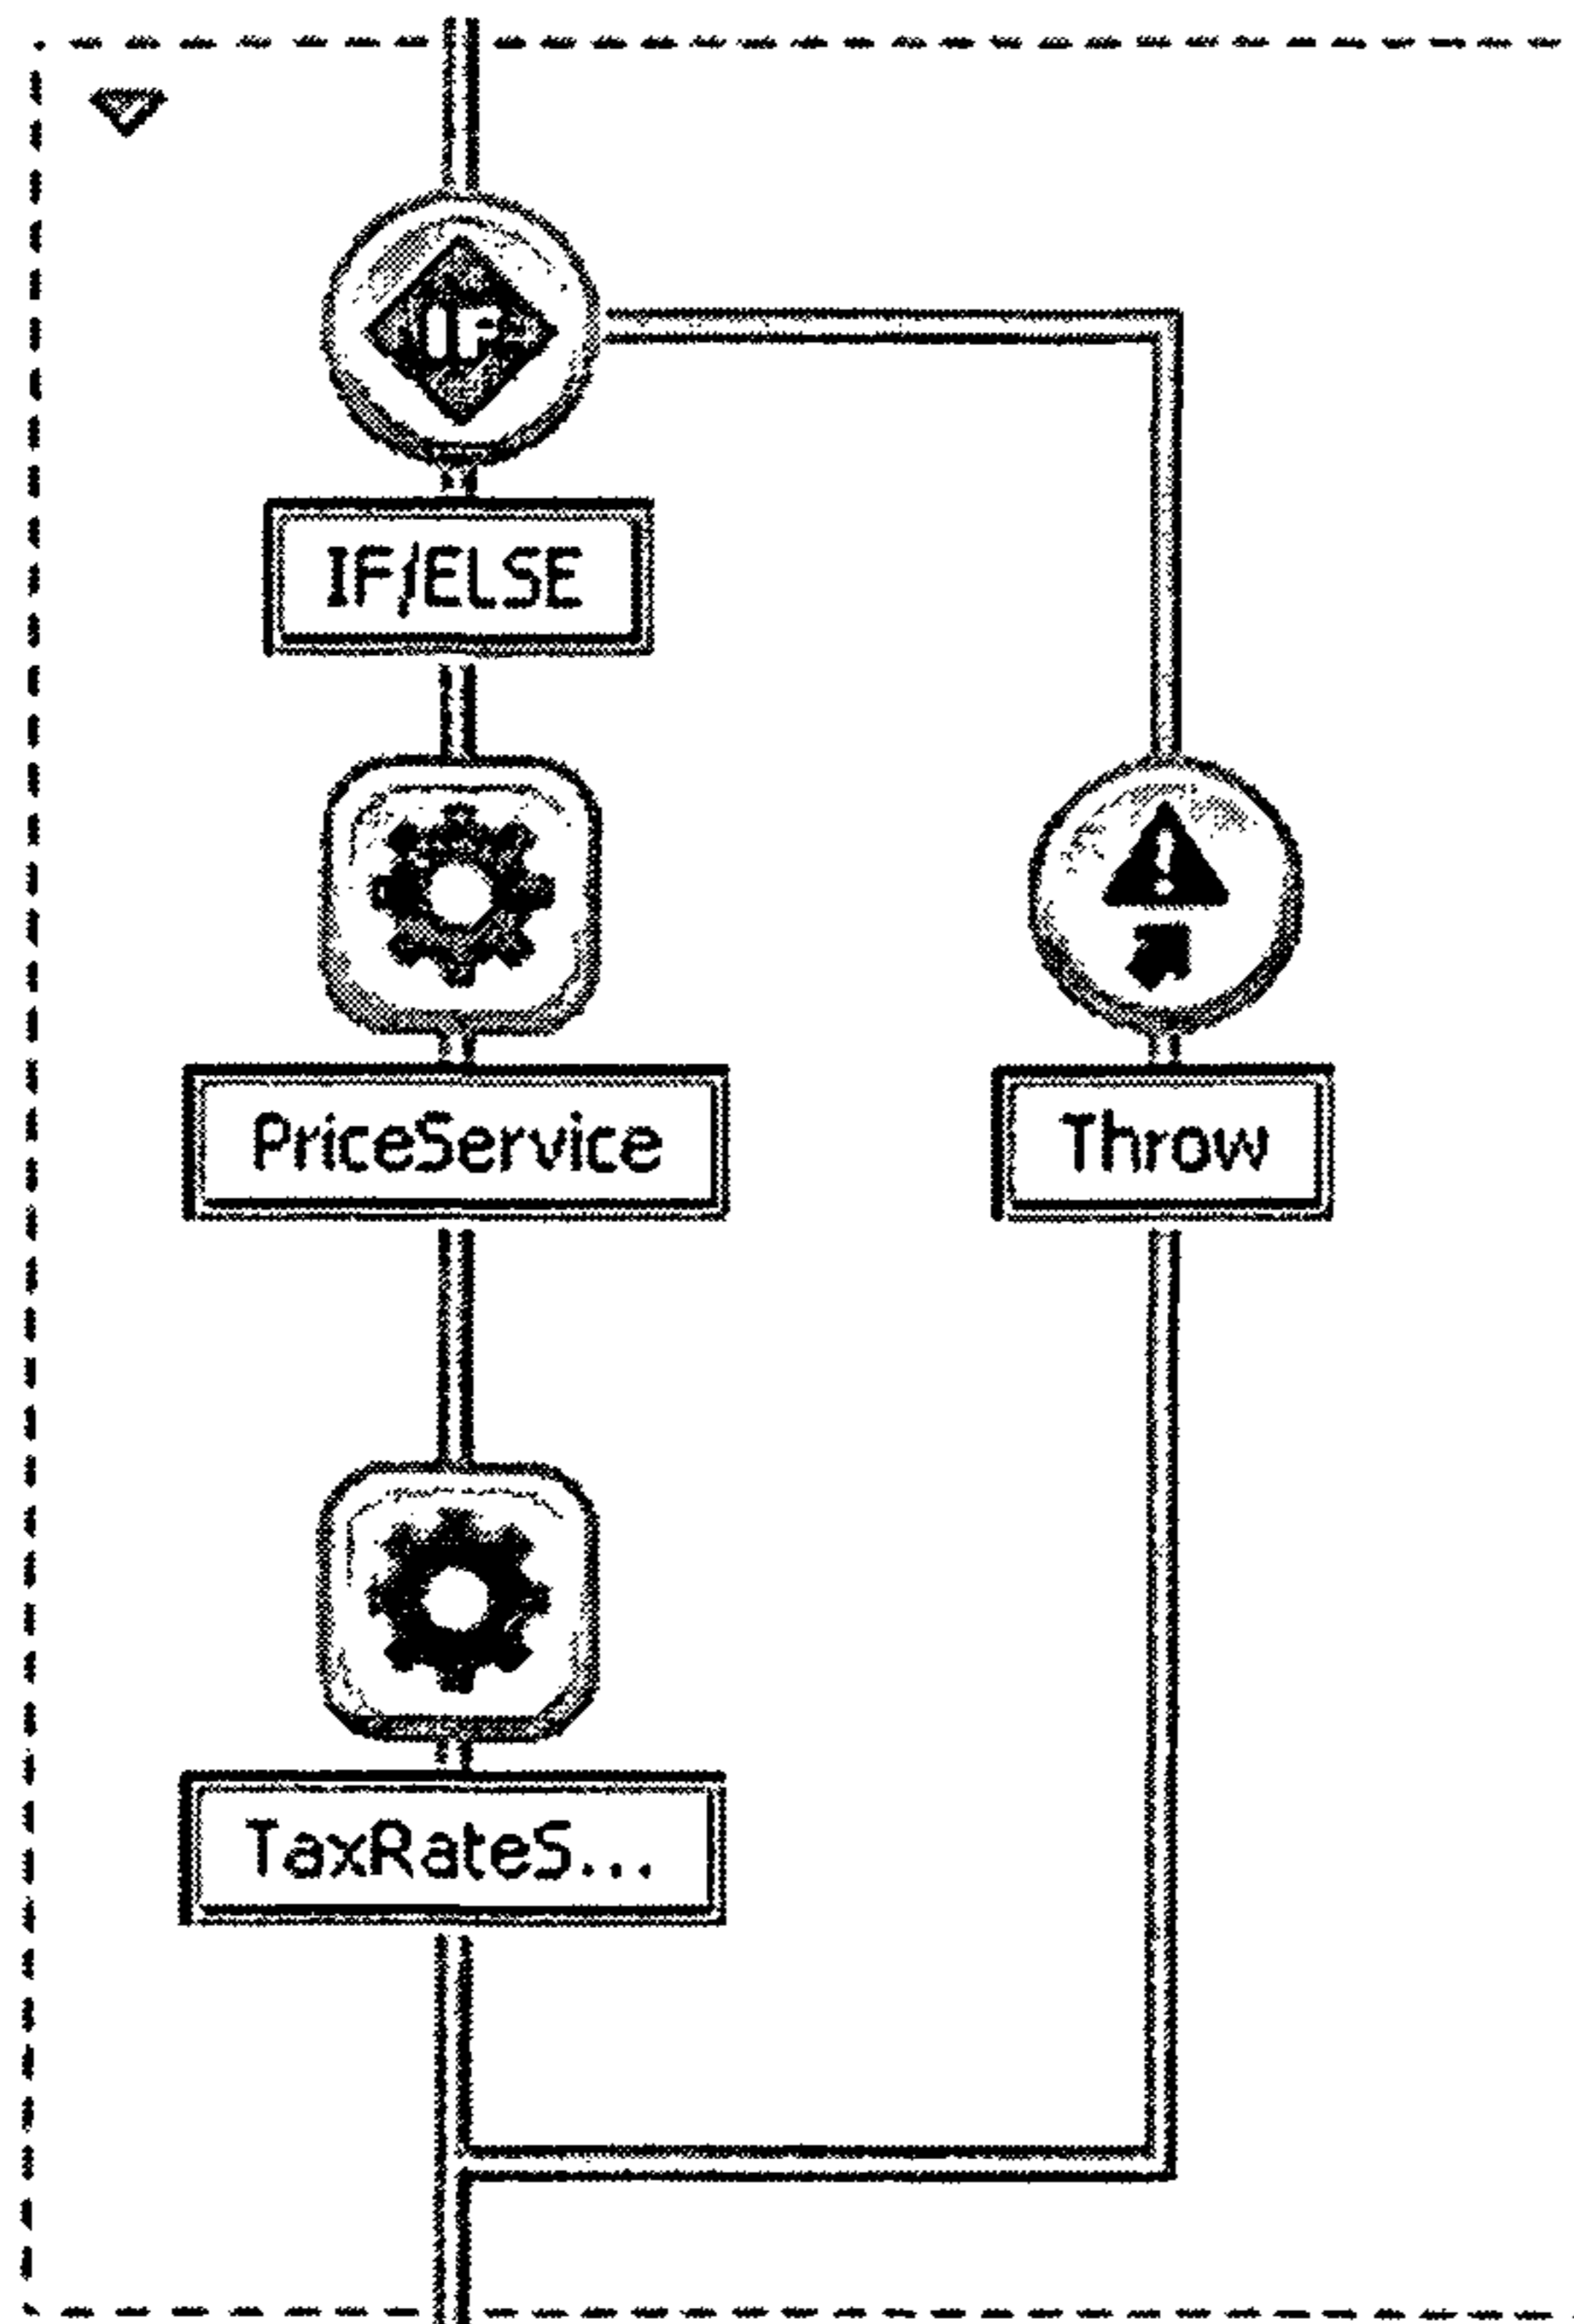 IF
IF/ELSE
PriceService
!
Throw
TaxRateS...